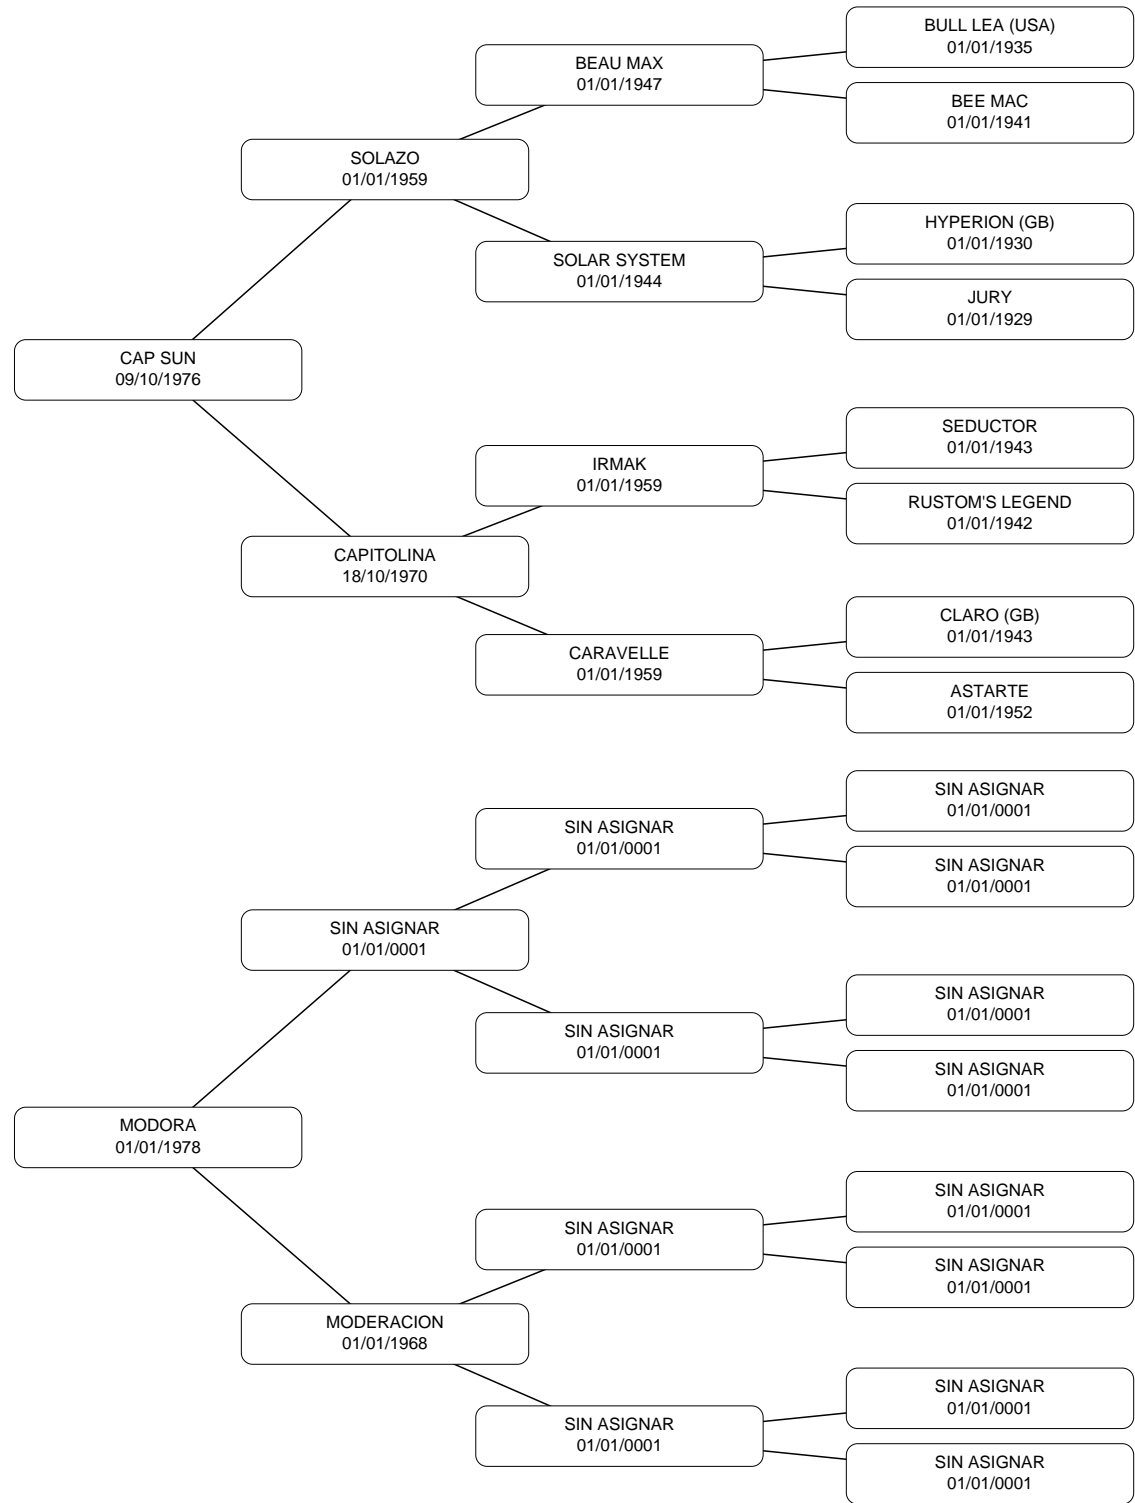 BULL LEA (USA)
01/01/1935
BEAU MAX
01/01/1947
BEE MAC
01/01/1941
SOLAZO
01/01/1959
HYPERION (GB)
01/01/1930
SOLAR SYSTEM
01/01/1944
JURY
01/01/1929
CAP SUN
09/10/1976
SEDUCTOR
01/01/1943
IRMAK
01/01/1959
RUSTOM'S LEGEND
01/01/1942
CAPITOLINA
18/10/1970
CLARO (GB)
01/01/1943
CARAVELLE
01/01/1959
ASTARTE
01/01/1952
SIN ASIGNAR
01/01/0001
SIN ASIGNAR
01/01/0001
SIN ASIGNAR
01/01/0001
SIN ASIGNAR
01/01/0001
SIN ASIGNAR
01/01/0001
SIN ASIGNAR
01/01/0001
SIN ASIGNAR
01/01/0001
MODORA
01/01/1978
SIN ASIGNAR
01/01/0001
SIN ASIGNAR
01/01/0001
SIN ASIGNAR
01/01/0001
MODERACION
01/01/1968
SIN ASIGNAR
01/01/0001
SIN ASIGNAR
01/01/0001
SIN ASIGNAR
01/01/0001